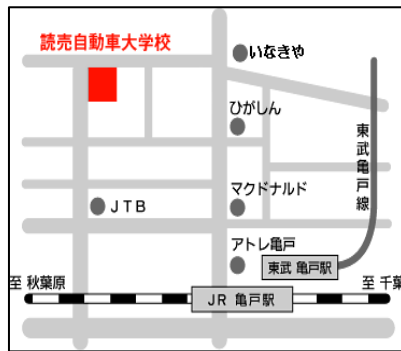 読売自動車大学校
いなきや
ひがしん
東武亀戸線
マクドナルド
JTB
アトレ亀戸
東武 亀戸駅
至 秋葉原
至 千葉
JR 亀戸駅